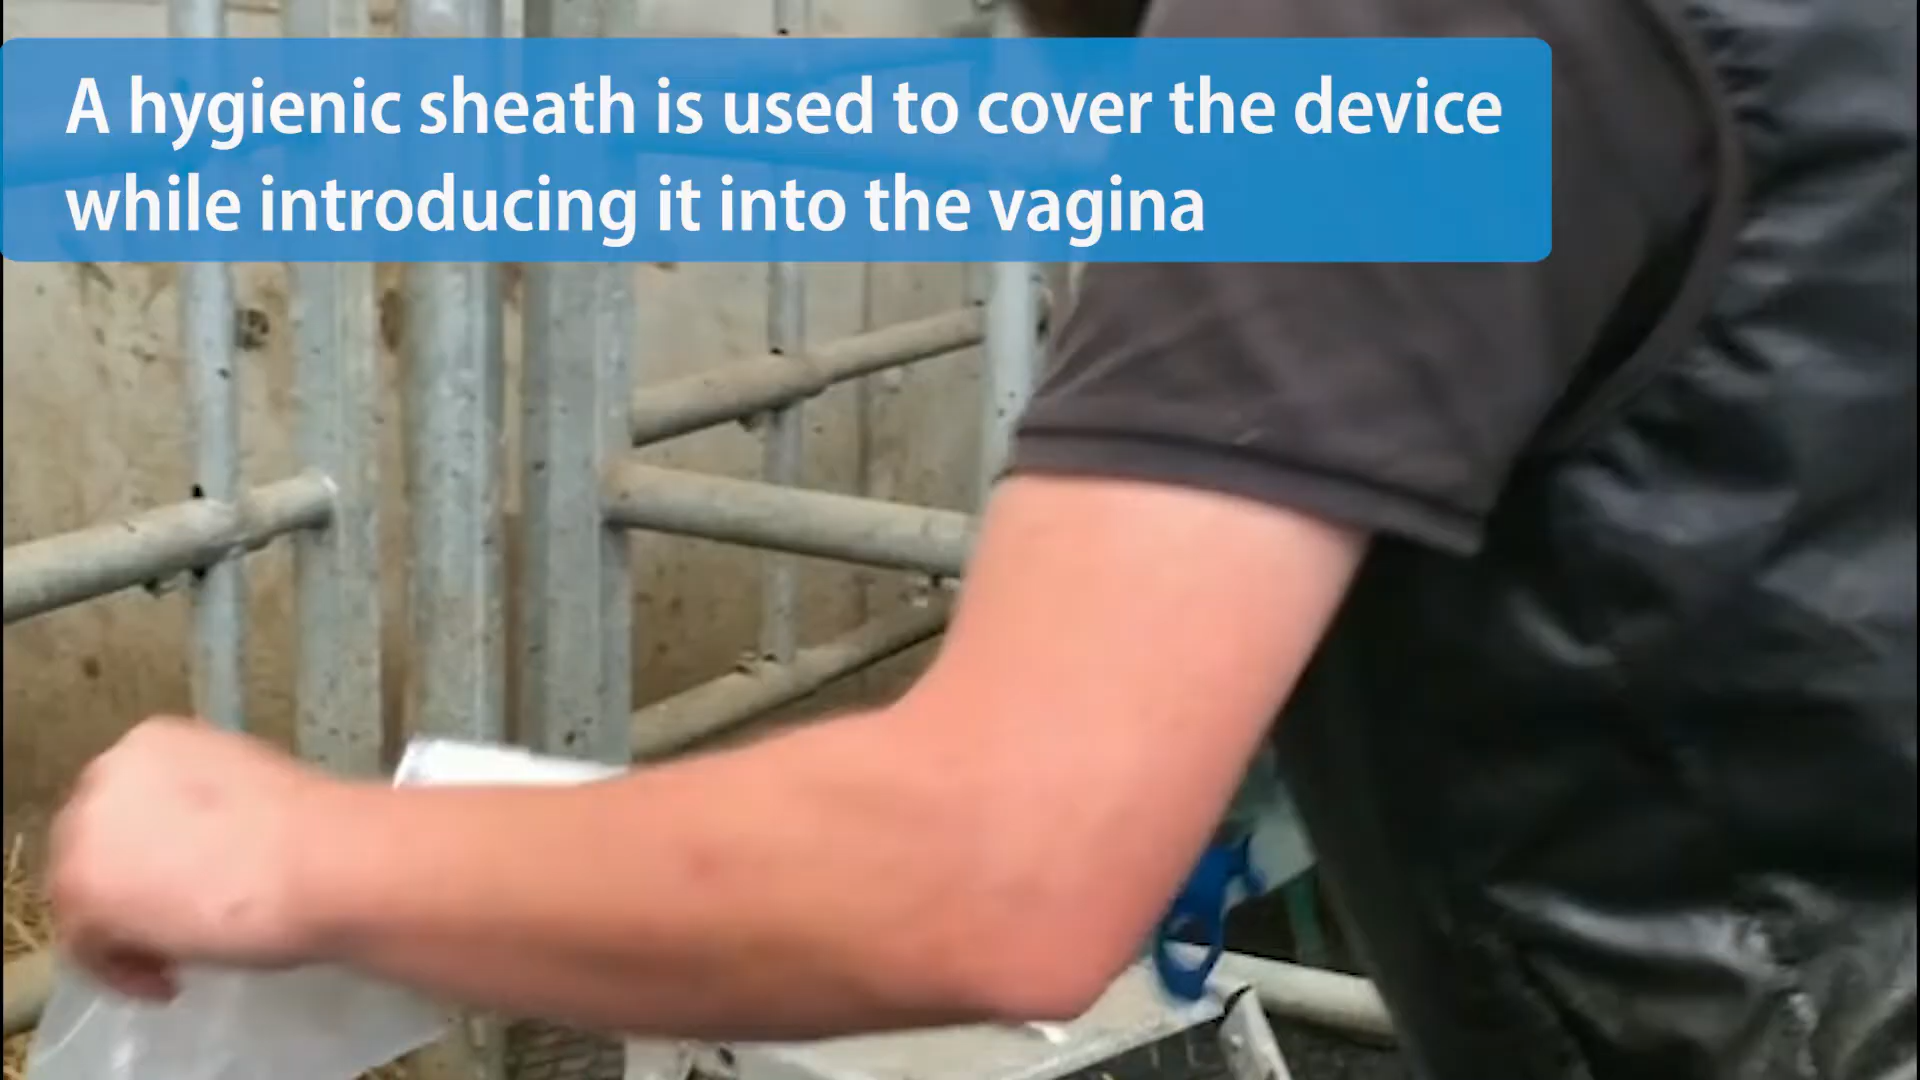 A hygienic sheath is used to cover the device
while introducing it into the vagina